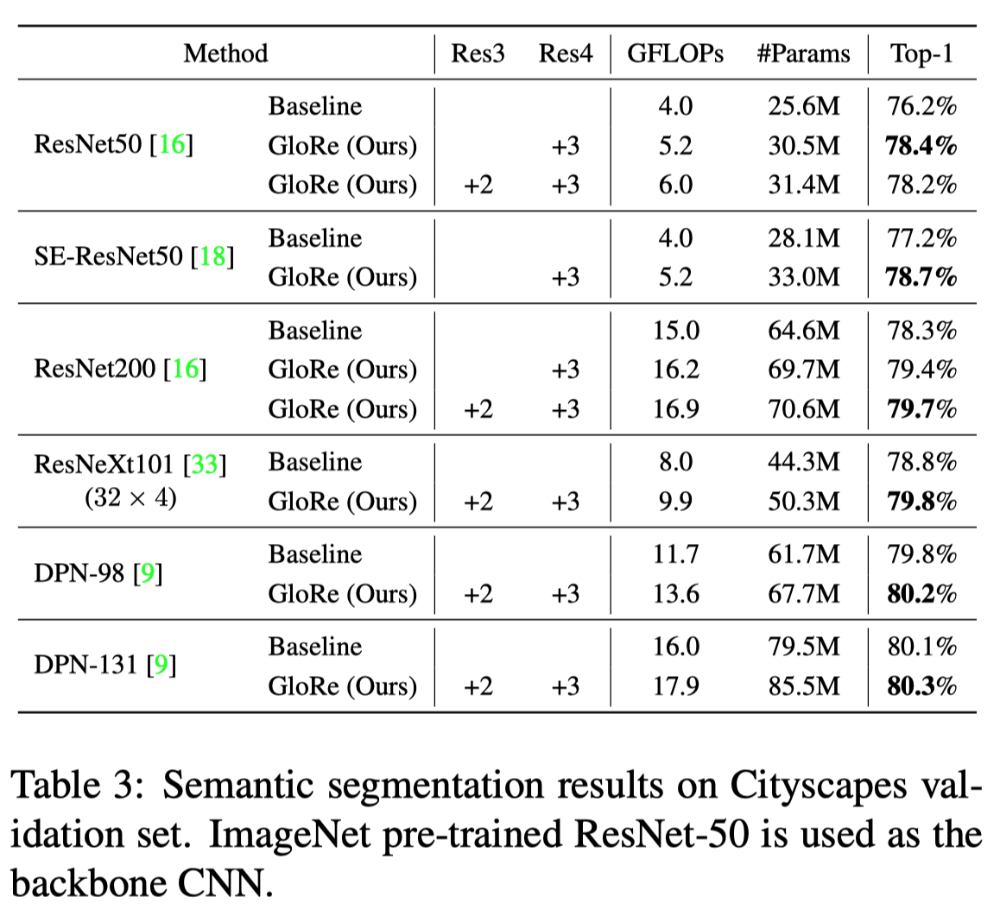 Method Res3 Res4 GFLOPs #Params Top-1
ResNet50 [16] Baseline 4.0 25.6M 76.2%
GloRe (Ours) +3 5.2 30.5M 78.4%
GloRe (Ours) +2 +3 6.0 31.4M 78.2%
SE-ResNet50 [18] Baseline 4.0 28.1M 77.2%
GloRe (Ours) +3 5.2 33.0M 78.7%
ResNet200 [16] Baseline 15.0 64.6M 78.3%
GloRe (Ours) +3 16.2 69.7M 79.4%
GloRe (Ours) +2 +3 16.9 70.6M 79.7%
ResNeXt101 [33] Baseline 8.0 44.3M 78.8%
(32 × 4) GloRe (Ours) +2 +3 9.9 50.3M 79.8%
DPN-98 [9] Baseline 11.7 61.7M 79.8%
GloRe (Ours) +2 +3 13.6 67.7M 80.2%
DPN-131 [9] Baseline 16.0 79.5M 80.1%
GloRe (Ours) +2 +3 17.9 85.5M 80.3%
Table 3: Semantic segmentation results on Cityscapes val-
idation set. ImageNet pre-trained ResNet-50 is used as the
backbone CNN.